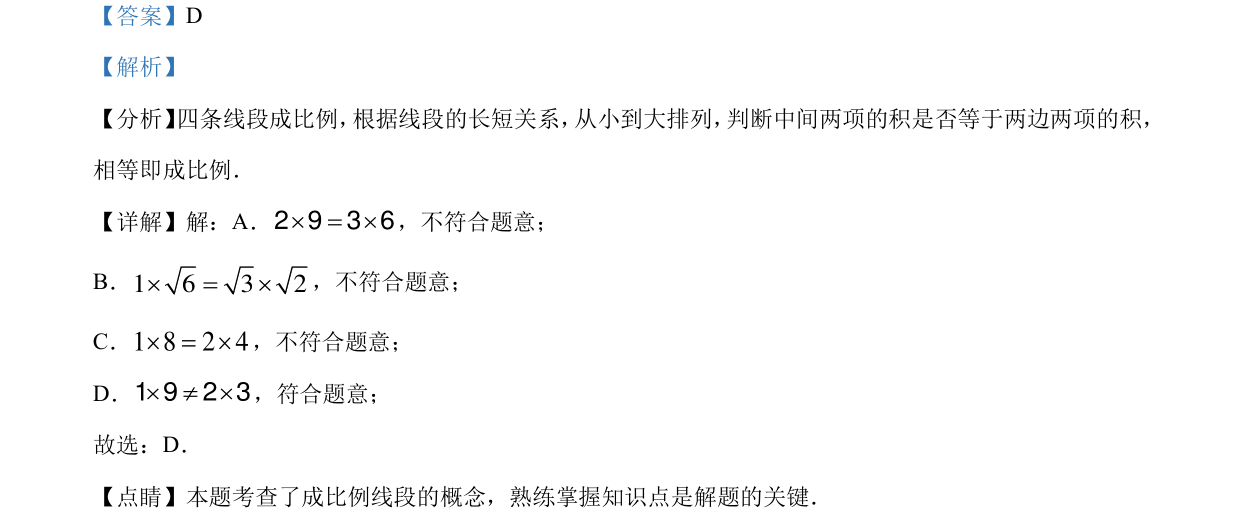 【答案】D
【解析】
【分析】四条线段成比例，根据线段的长短关系，从小到大排列，判断中间两项的积是否等于两边两项的积，
相等即成比例．
【详解】解：A．2×9=3×6，不符合题意；
B．1×√6=√3×√2，不符合题意；
C．1×8=2×4，不符合题意；
D．1×9≠2×3，符合题意；
故选：D．
【点睛】本题考查了成比例线段的概念，熟练掌握知识点是解题的关键．